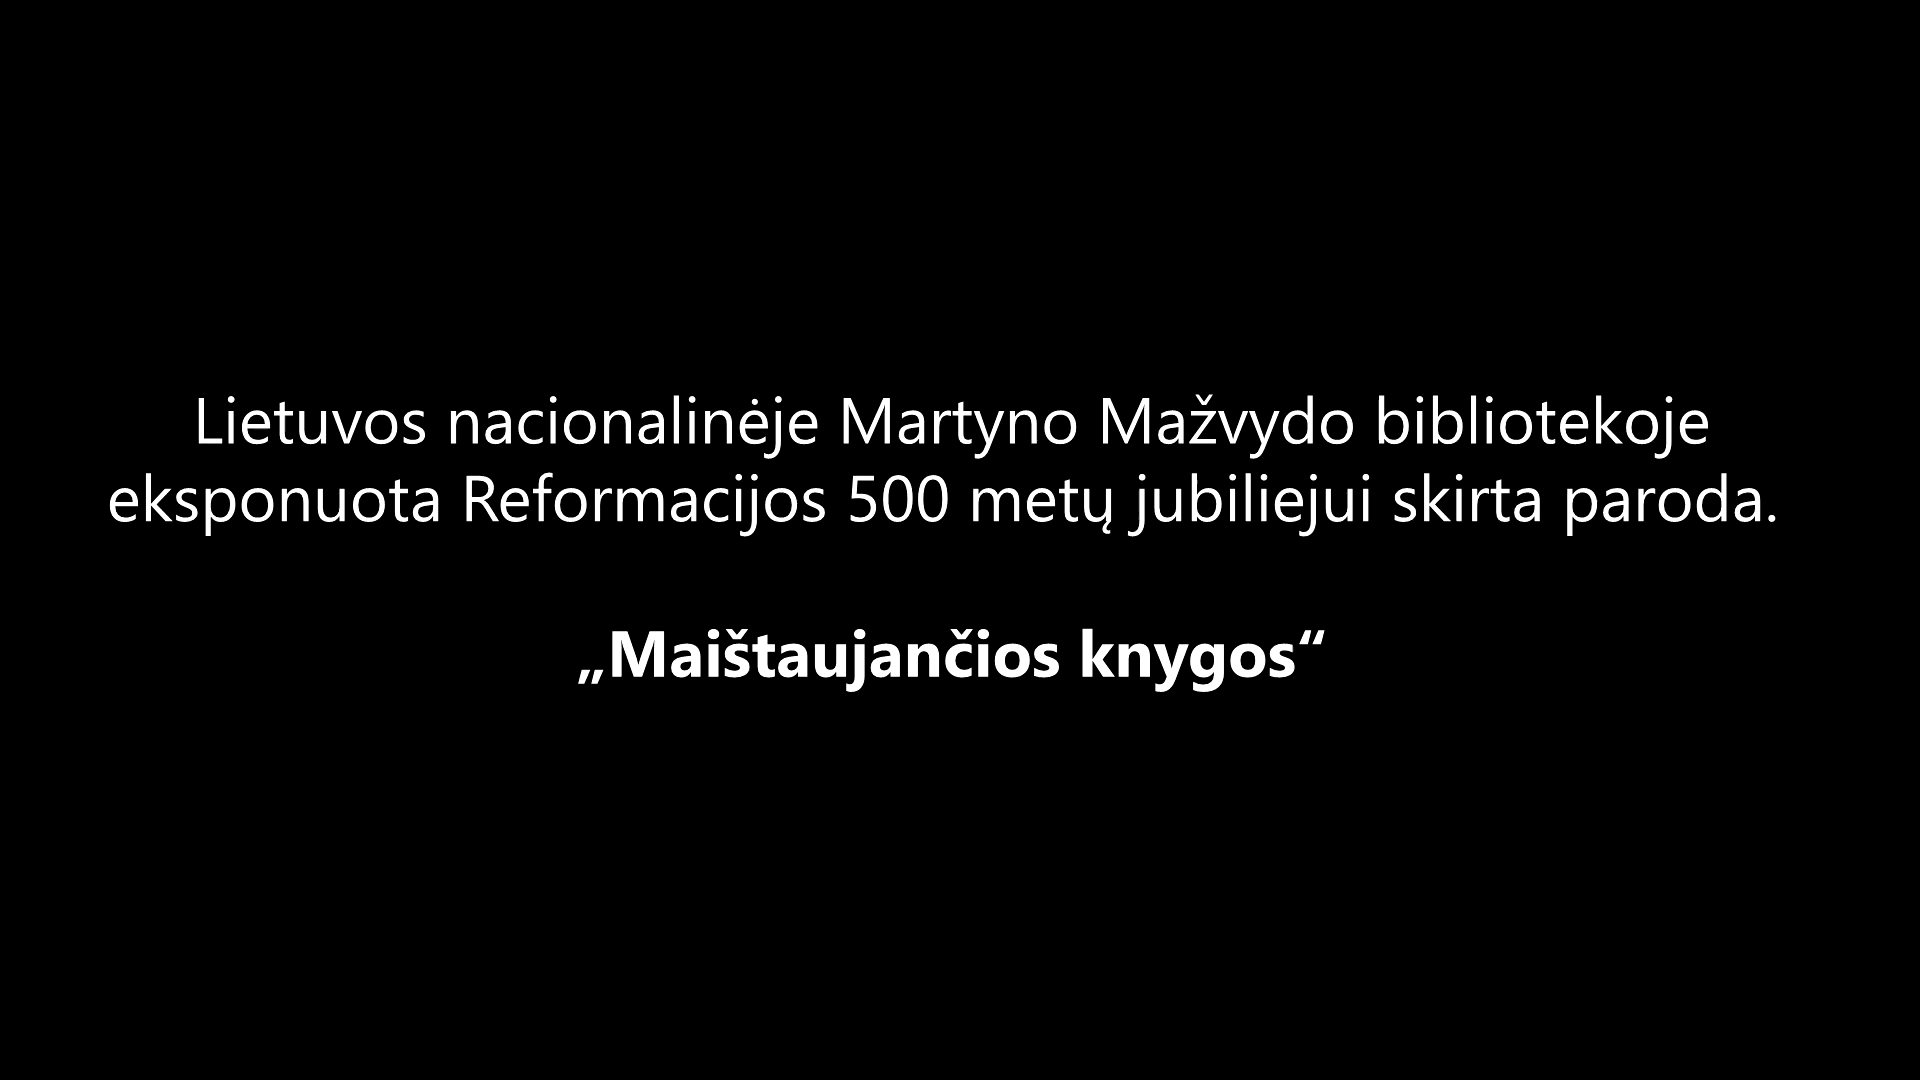 Lietuvos nacionalinėje Martyno Mažvydo bibliotekoje
eksponuota Reformacijos 500 metų jubiliejui skirta paroda.
„Maištaujančios knygos“